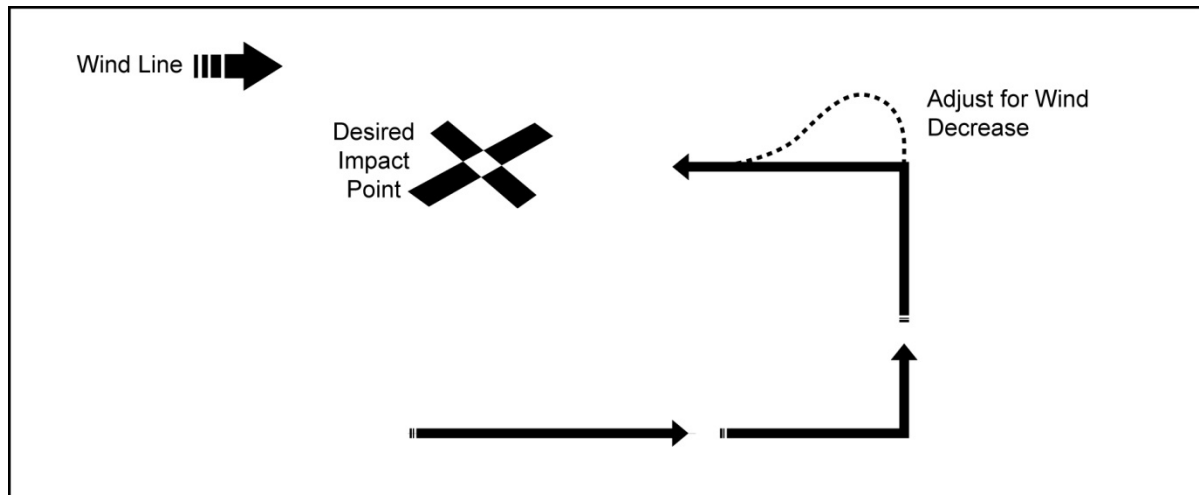 Wind Line
Desired
Impact
Point
Adjust for Wind
Decrease